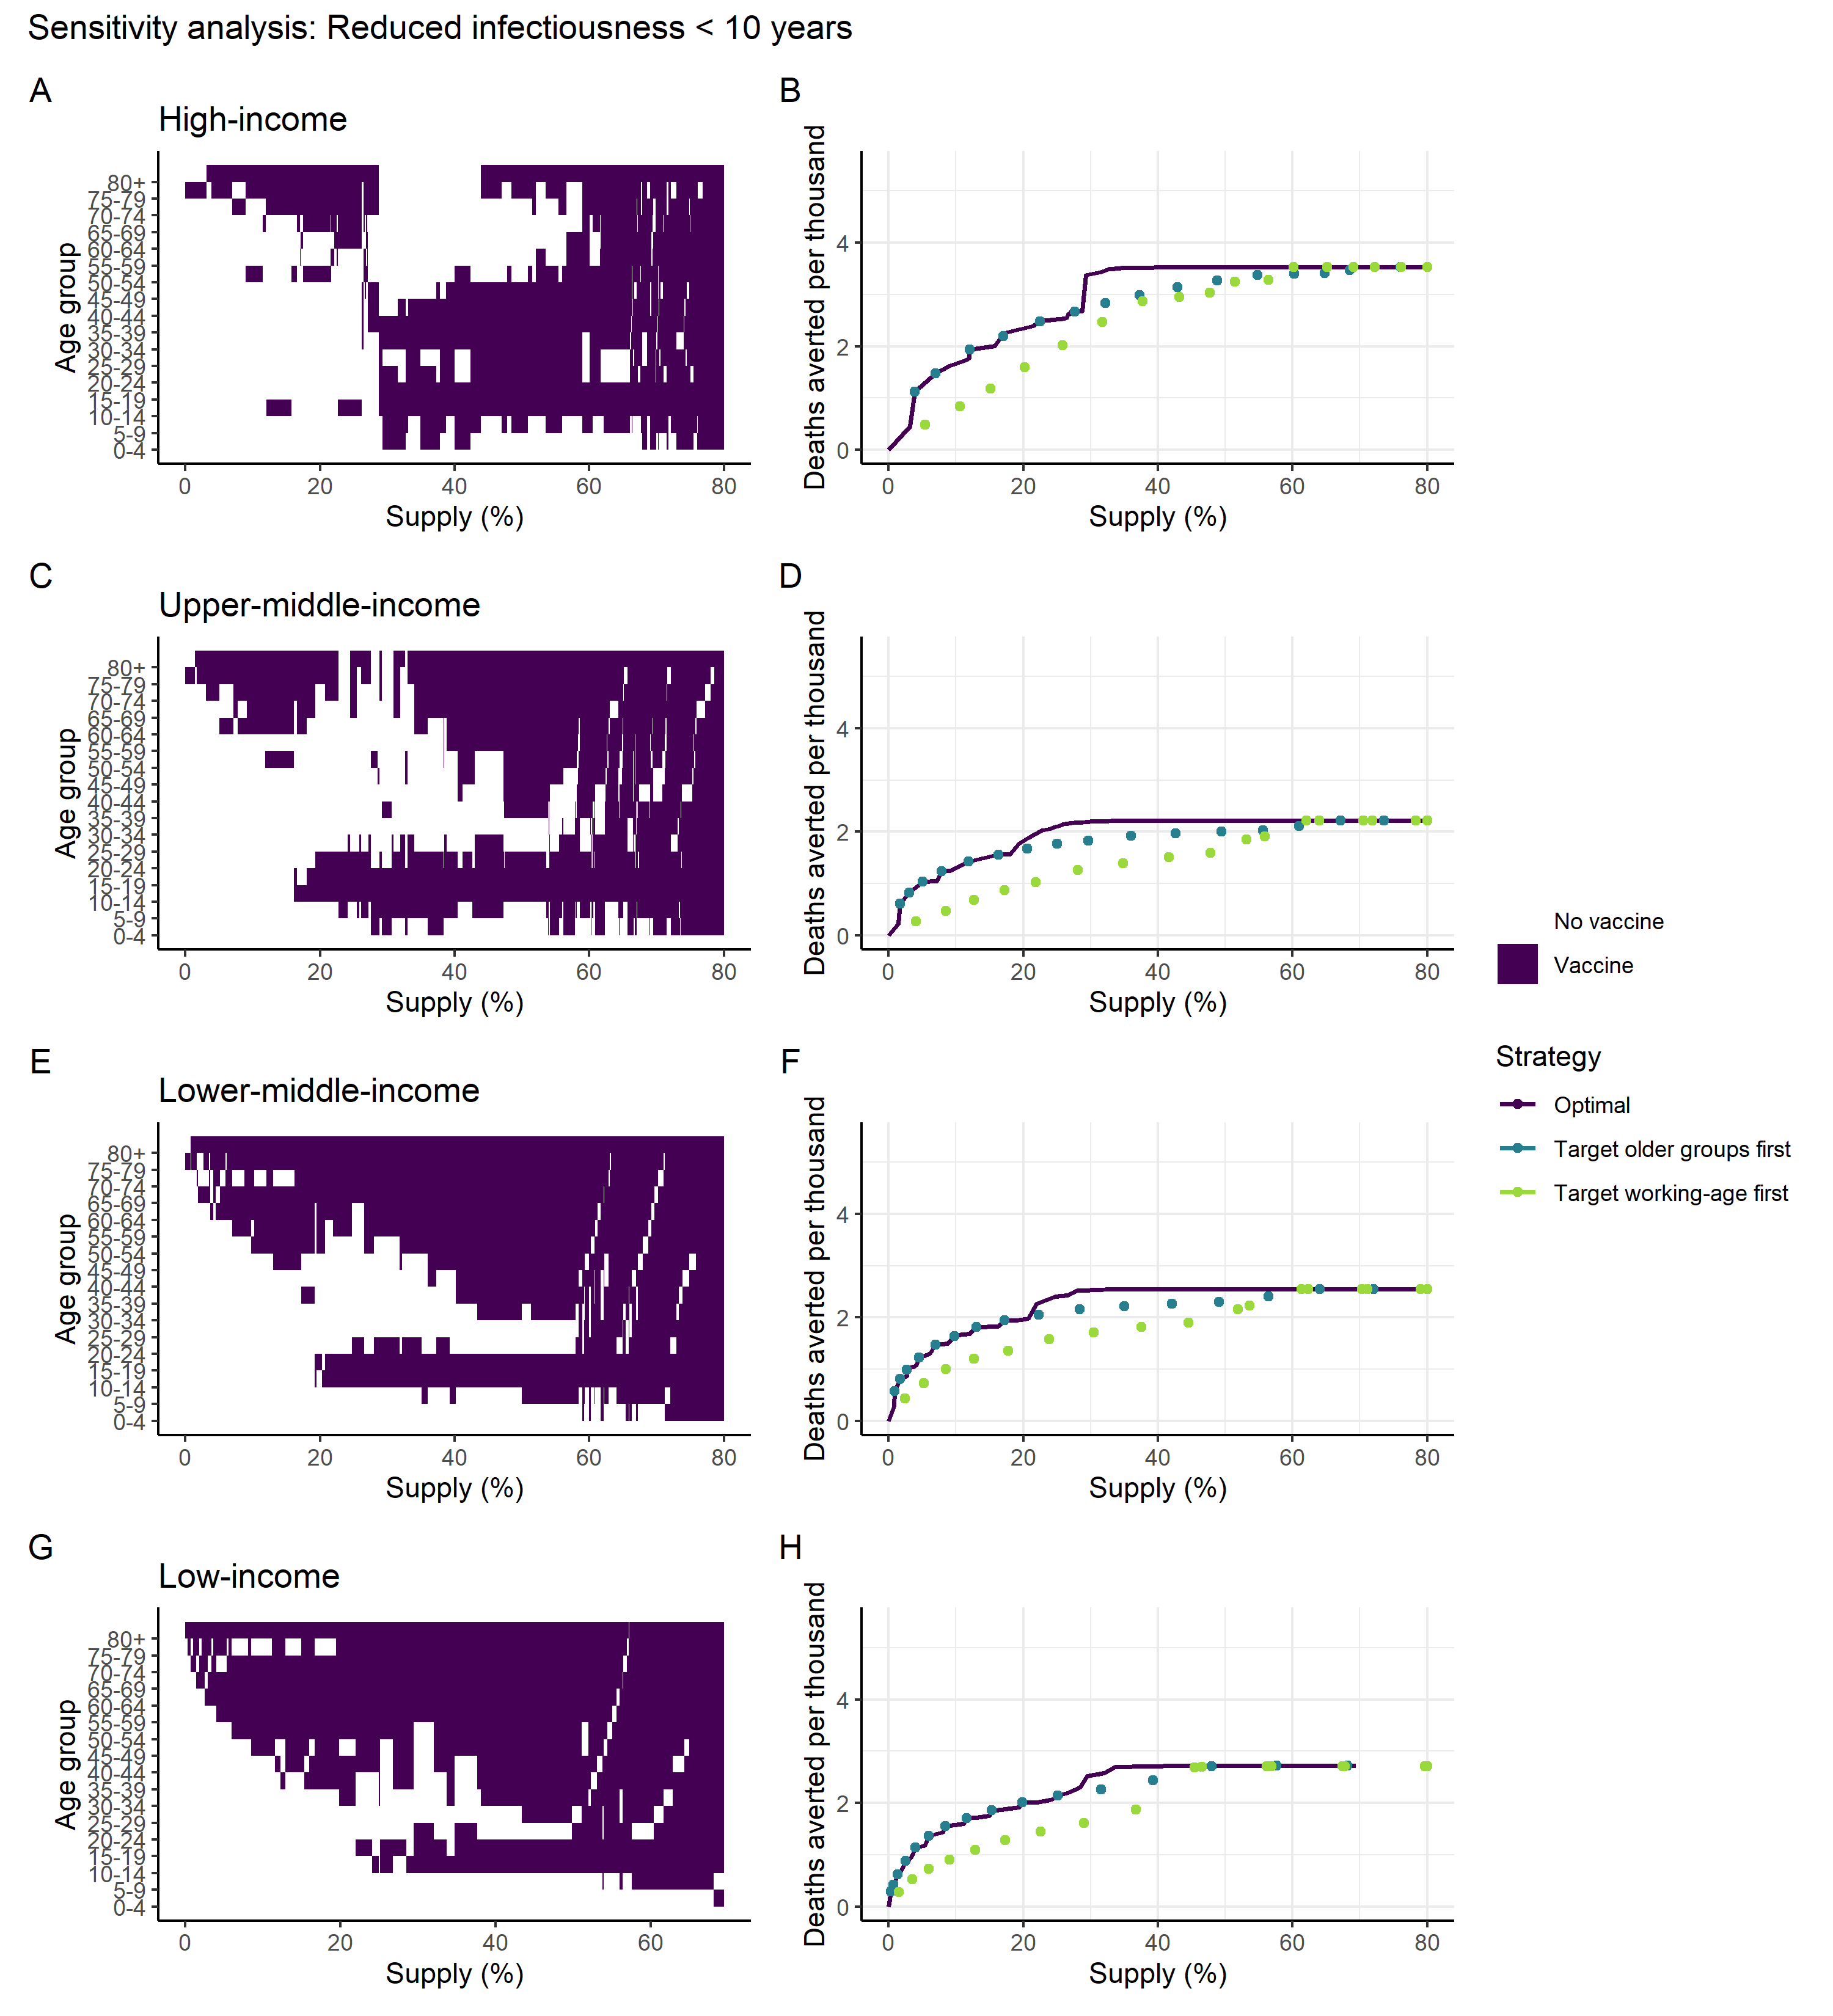 Sensitivity analysis: Reduced infectiousness < 10 years
A
High-income
Age group
80+
75-79
70-74
65-69
60-64
55-59
50-54
45-49
40-44
35-39
30-34
25-29
20-24
15-19
10-14
5-9
0-4
0 20 40 60 80
Supply (%)
B
Deaths averted per thousand
4
2
0
0 20 40 60 80
Supply (%)
C
Upper-middle-income
Age group
80+
75-79
70-74
65-69
60-64
55-59
50-54
45-49
40-44
35-39
30-34
25-29
20-24
15-19
10-14
5-9
0-4
0 20 40 60 80
Supply (%)
D
Deaths averted per thousand
4
2
0
0 20 40 60 80
Supply (%)
E
Lower-middle-income
Age group
80+
75-79
70-74
65-69
60-64
55-59
50-54
45-49
40-44
35-39
30-34
25-29
20-24
15-19
10-14
5-9
0-4
0 20 40 60 80
Supply (%)
F
Deaths averted per thousand
4
2
0
0 20 40 60 80
Supply (%)
G
Low-income
Age group
80+
75-79
70-74
65-69
60-64
55-59
50-54
45-49
40-44
35-39
30-34
25-29
20-24
15-19
10-14
5-9
0-4
0 20 40 60
Supply (%)
H
Deaths averted per thousand
4
2
0
0 20 40 60 80
Supply (%)
No vaccine
Vaccine
Strategy
Optimal
Target older groups first
Target working-age first